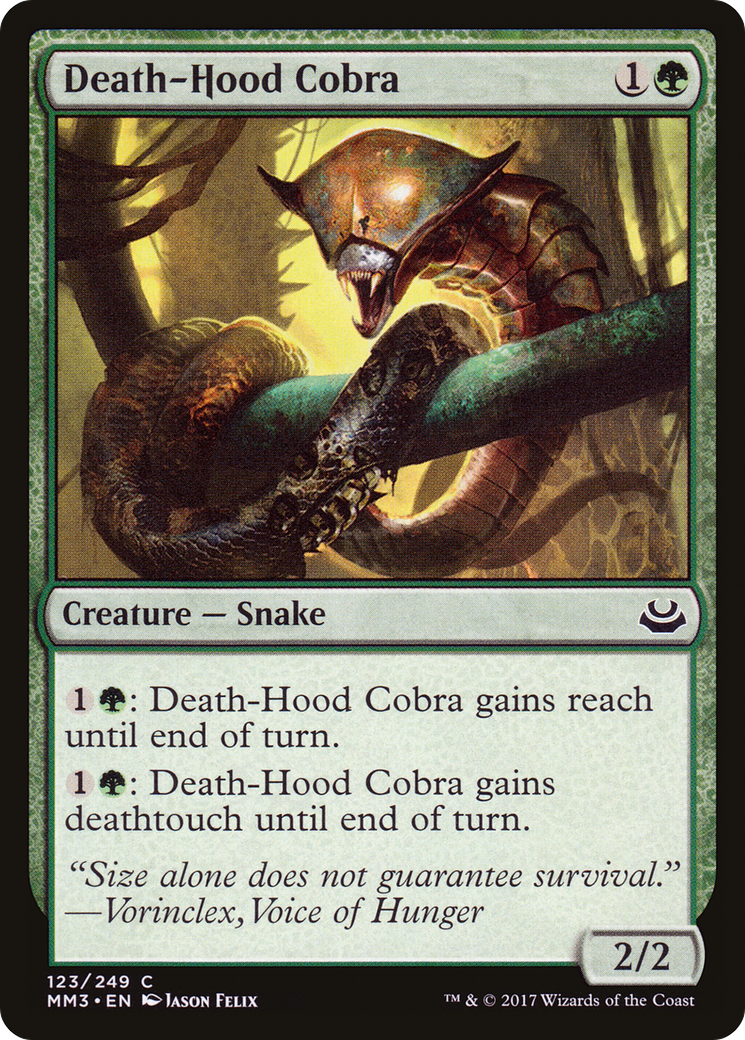 Death-Hood Cobra 1
Creature — Snake
1 : Death-Hood Cobra gains reach
until end of turn.
1 : Death-Hood Cobra gains
deathtouch until end of turn.
“Size alone does not guarantee survival.”
—Vorinclex, Voice of Hunger
2/2
123/249 C
MM3 • EN Jason Felix
™ & © 2017 Wizards of the Coast